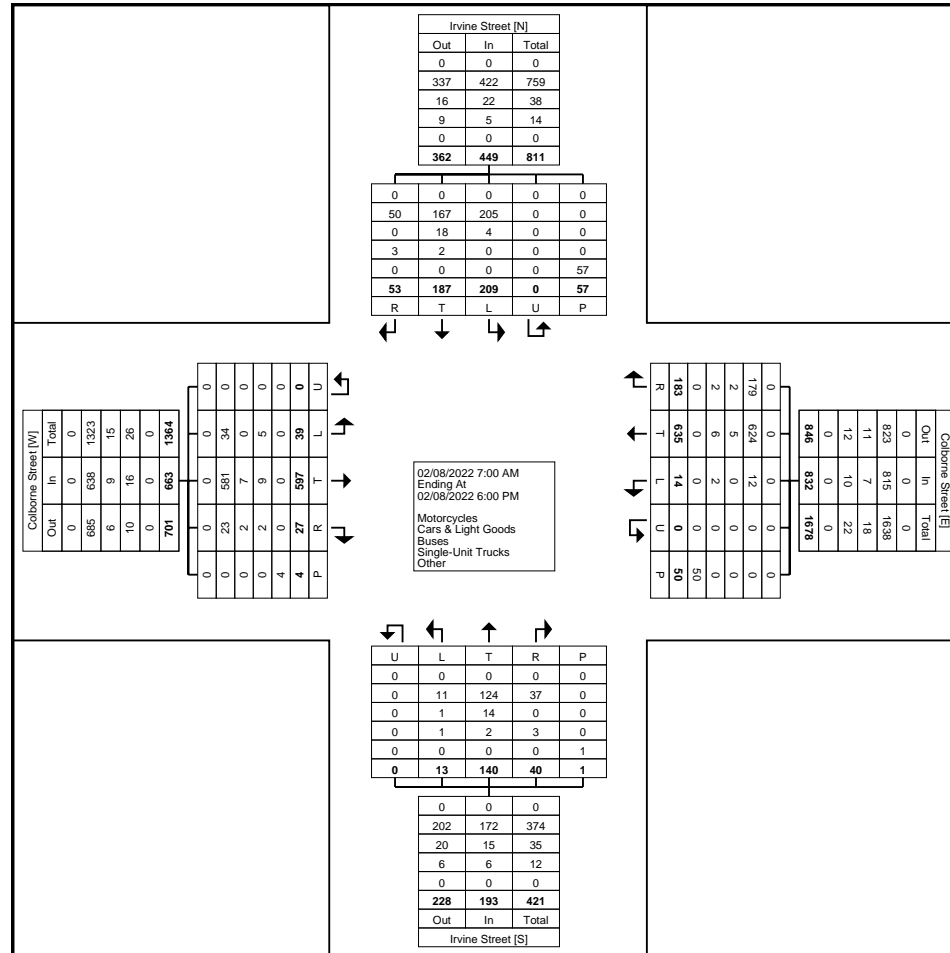 Irvine Street [N]
Out In Total
0 0 0
337 422 759
16 22 38
9 5 14
0 0 0
362 449 811
0 0 0 0 0
50 167 205 0 0
0 18 4 0 0
3 2 0 0 0
0 0 0 0 57
53 187 209 0 57
R T L U P
Colborne Street [W]
Total 0 1323 15 26 0 1364
In 0 638 9 16 0 663
Out 0 685 6 10 0 701
0 0 0 0 0 0 U
0 34 0 5 0 39 L
0 581 7 9 0 597 T
0 23 2 2 0 27 R
0 0 0 0 4 4 P
02/08/2022 7:00 AM
Ending At
02/08/2022 6:00 PM
Motorcycles
Cars & Light Goods
Buses
Single-Unit Trucks
Other
R 183 0 2 2 179 0
T 635 0 6 5 624 0
L 14 0 2 0 12 0
U 0 0 0 0 0 0
P 50 50 0 0 0 0
846 0 12 11 823 0 Out
832 0 10 7 815 0 In
1678 0 22 18 1638 0 Total
Colborne Street [E]
U L T R P
0 0 0 0 0
0 11 124 37 0
0 1 14 0 0
0 1 2 3 0
0 0 0 0 1
0 13 140 40 1
0 0 0
202 172 374
20 15 35
6 6 12
0 0 0
228 193 421
Out In Total
Irvine Street [S]